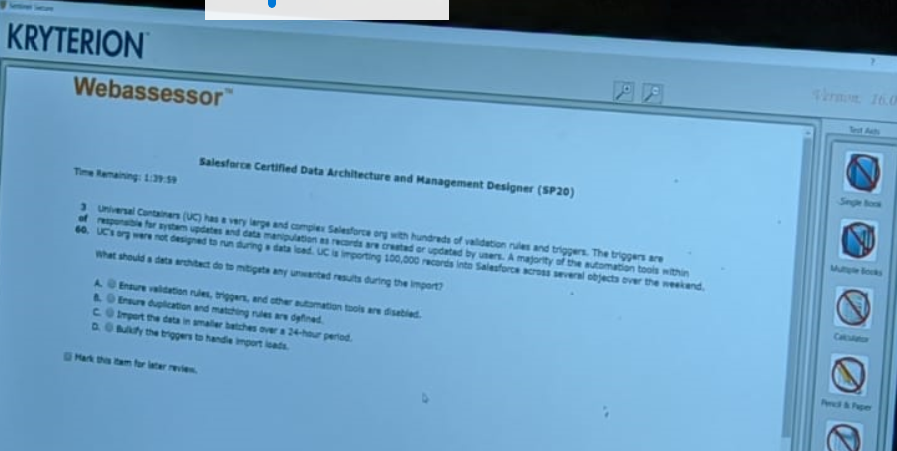 Sentinel Secure
KRYTERION
?
Webassessor™
Version: 16.0
Test Aids
Salesforce Certified Data Architecture and Management Designer (SP20)
Time Remaining: 1:39:59
Single Book
3 Universal Containers (UC) has a very large and complex Salesforce org with hundreds of validation rules and triggers. The triggers are
of responsible for system updates and data manipulation as records are created or updated by users. A majority of the automation tools within
60. UC's org were not designed to run during a data load. UC is importing 100,000 records into Salesforce across several objects over the weekend.
Multiple Books
What should a data architect do to mitigate any unwanted results during the import?
A. Ensure validation rules, triggers, and other automation tools are disabled.
B. Ensure duplication and matching rules are defined.
C. Import the data in smaller batches over a 24-hour period.
D. Bulkify the triggers to handle import loads.
Calculator
Mark this item for later review.
Pencil & Paper